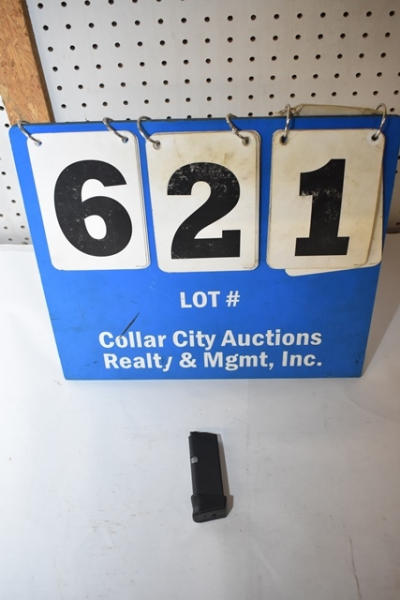 621
LOT #
Collar City Auctions
Realty & Mgmt, Inc.